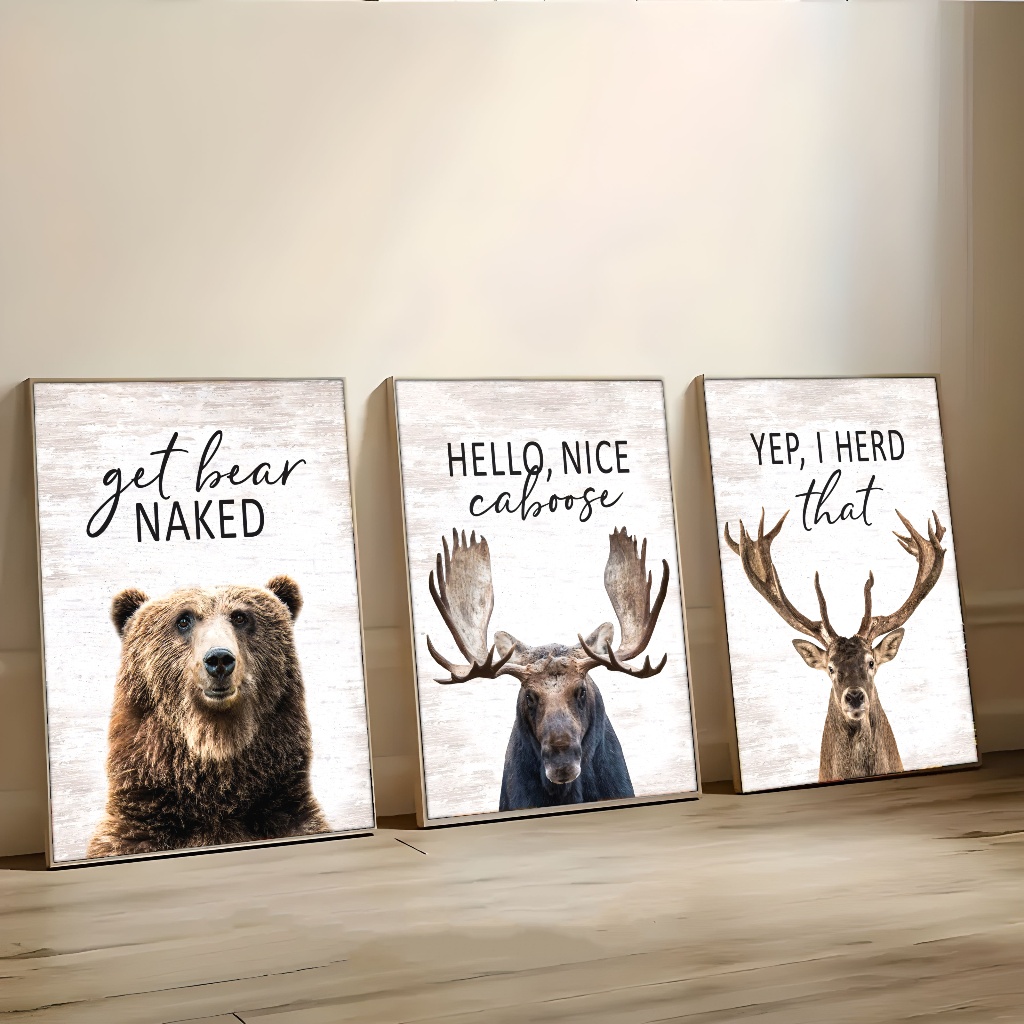 get bear
NAKED
HELLO, NICE
caboose
YEP, I HERD
that